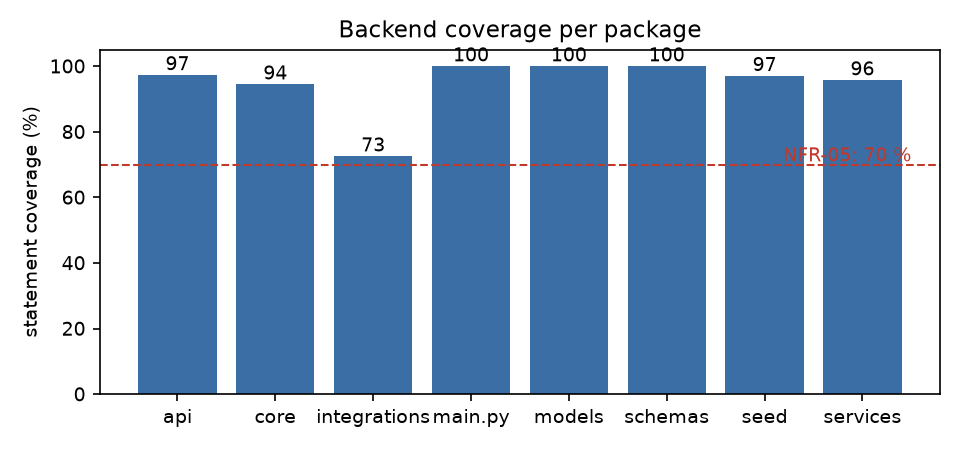 Backend coverage per package
statement coverage (%)
100
80
60
40
20
0
97
94
73
100
100
100
97
96
NFR-05: 70 %
api
core
integrations
main.py
models
schemas
seed
services